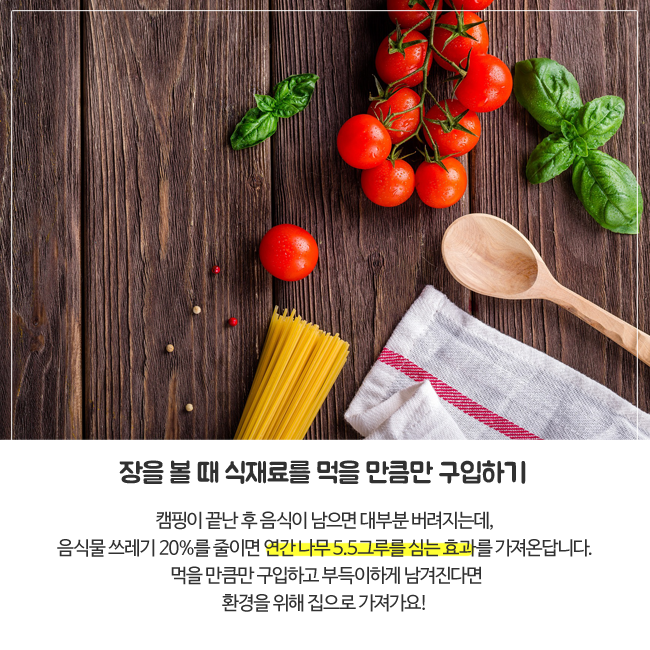 장을 볼 때 식재료를 먹을 만큼만 구입하기
캠핑이 끝난 후 음식이 남으면 대부분 버려지는데,
음식물 쓰레기 20%를 줄이면 연간 나무 5.5그루를 심는 효과를 가져온답니다.
먹을 만큼만 구입하고 부득이하게 남겨진다면
환경을 위해 집으로 가져가요!